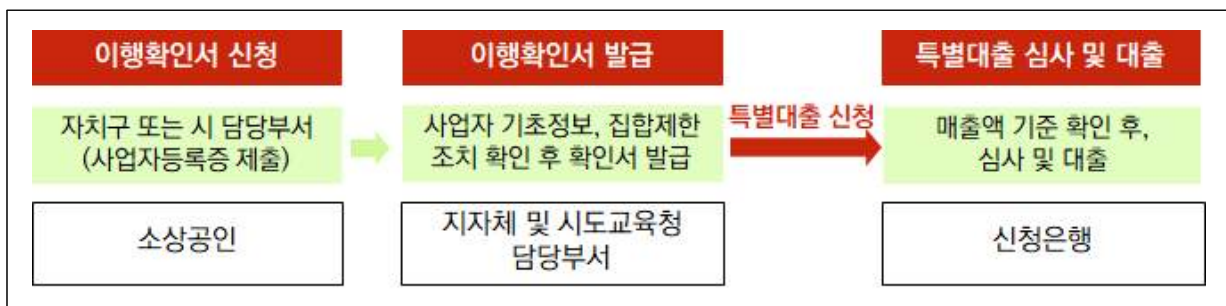 이행확인서 신청
자치구 또는 시 담당부서
(사업자등록증 제출)
소상공인
이행확인서 발급
사업자 기초정보, 집합제한
조치 확인 후 확인서 발급
지자체 및 시도교육청
담당부서
특별대출 신청
특별대출 심사 및 대출
매출액 기준 확인 후,
심사 및 대출
신청은행